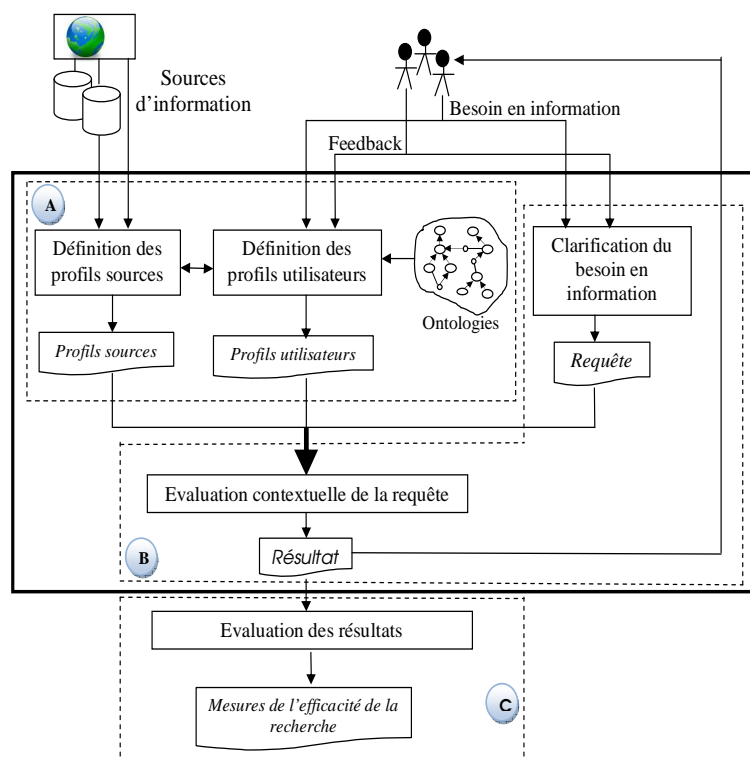 Sources
d'information
Besoin en information
Feedback
A
Définition des
profils sources
Définition des
profils utilisateurs
Clarification du
besoin en
information
Ontologies
Profils sources
Profils utilisateurs
Requête
Evaluation contextuelle de la requête
B
Résultat
Evaluation des résultats
Mesures de l'efficacité de la
recherche
C